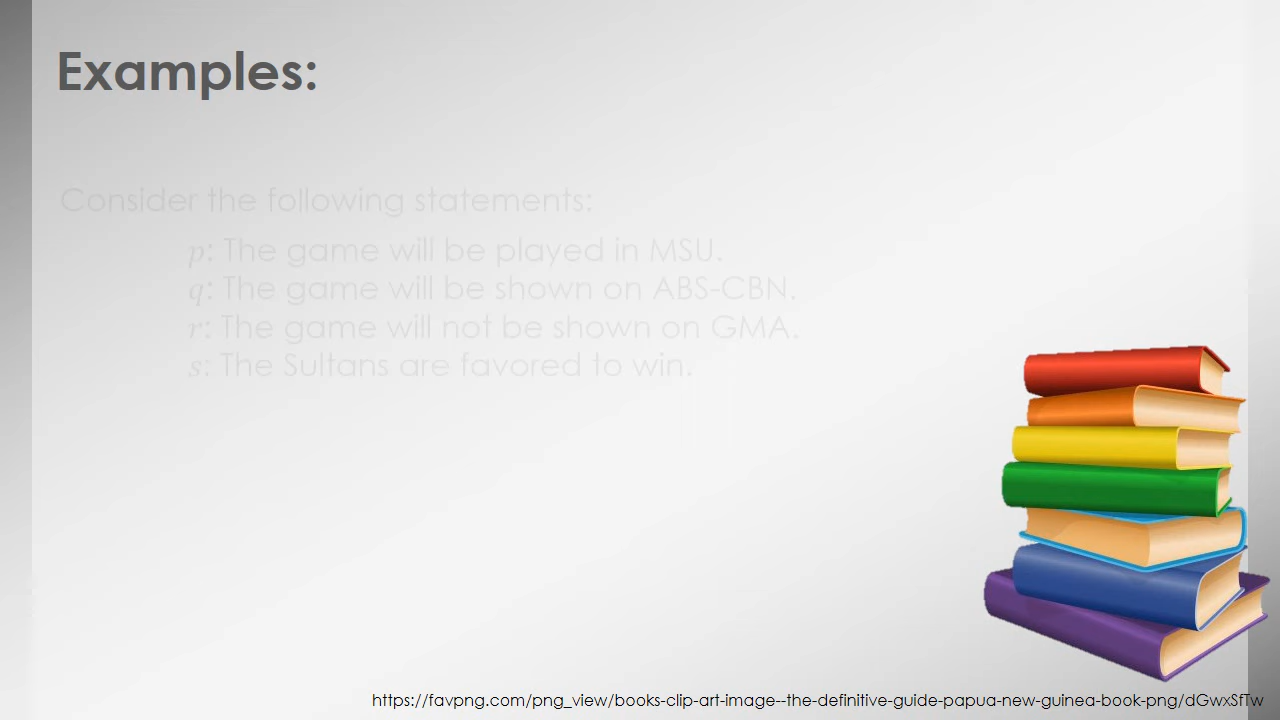 Examples:
Consider the following statements:
p: The game will be played in MSU.
q: The game will be shown on ABS-CBN.
r: The game will not be shown on GMA.
s: The Sultans are favored to win.
https://favpng.com/png_view/books-clip-art-image--the-definitive-guide-papua-new-guinea-book-png/dGwxSfTw